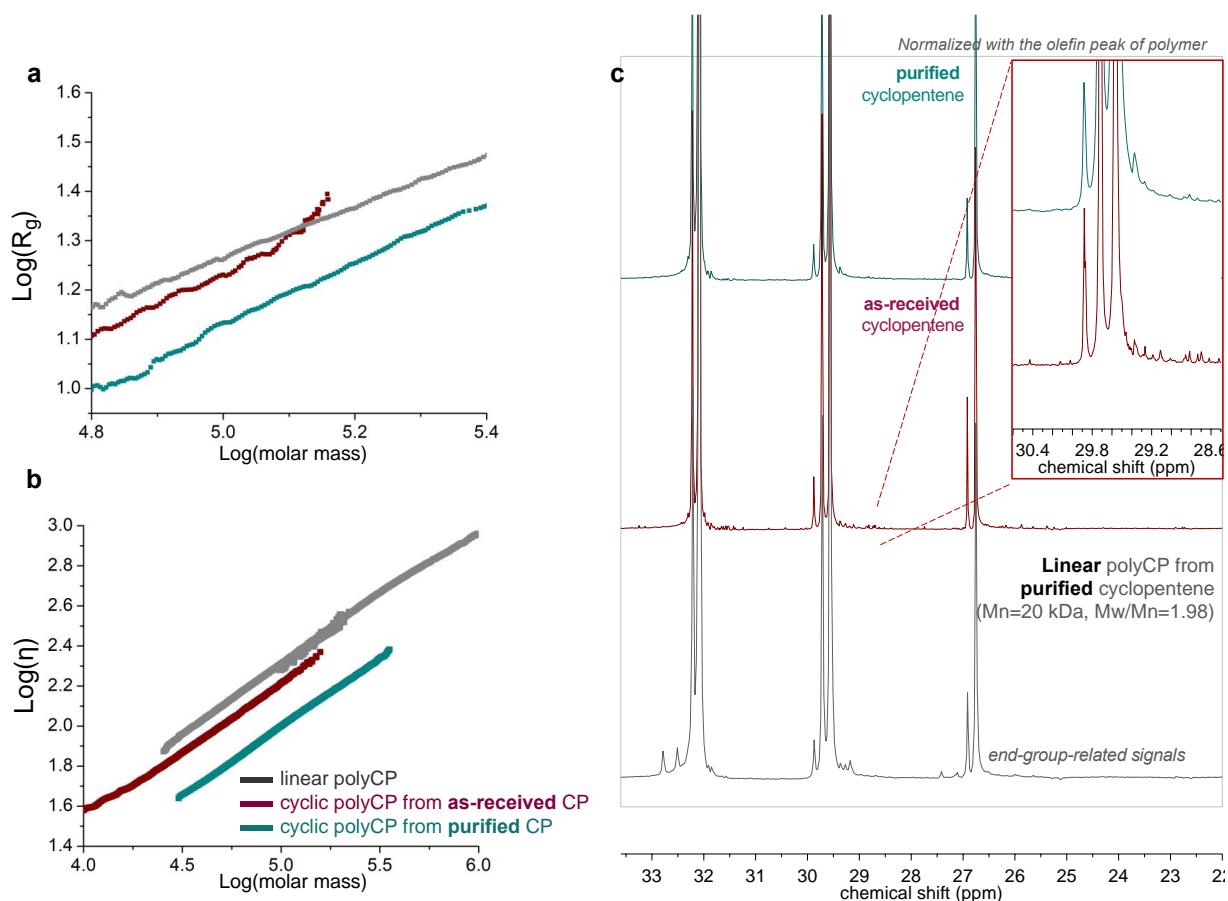 a
1.6
1.5
1.4
1.3
1.2
1.1
1.0
Log(Rg)
4.8
5.0
5.2
5.4
Log(molar mass)
b
3.0
2.8
2.6
2.4
2.2
2.0
1.8
1.6
1.4
Log(η)
linear polyCP
cyclic polyCP from as-received CP
cyclic polyCP from purified CP
4.0
4.5
5.0
5.5
6.0
Log(molar mass)
c
Normalized with the olefin peak of polymer
purified
cyclopentene
as-received
cyclopentene
30.4
29.8
29.2
28.6
chemical shift (ppm)
Linear polyCP from
purified cyclopentene
(Mn=20 kDa, Mw/Mn=1.98)
end-group-related signals
33
32
31
30
29
28
27
26
25
24
23
22
chemical shift (ppm)